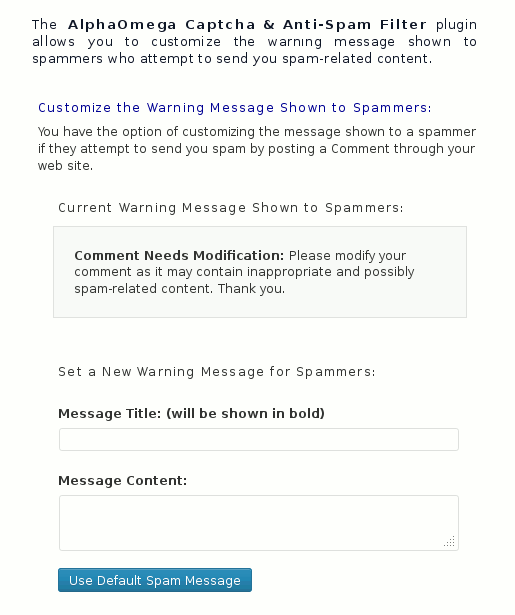 The AlphaOmega Captcha & Anti-Spam Filter plugin
allows you to customize the warning message shown to
spammers who attempt to send you spam-related content.
Customize the Warning Message Shown to Spammers:
You have the option of customizing the message shown to a spammer
if they attempt to send you spam by posting a Comment through your
web site.
Current Warning Message Shown to Spammers:
Comment Needs Modification: Please modify your
comment as it may contain inappropriate and possibly
spam-related content. Thank you.
Set a New Warning Message for Spammers:
Message Title: (will be shown in bold)
Message Content:
Use Default Spam Message